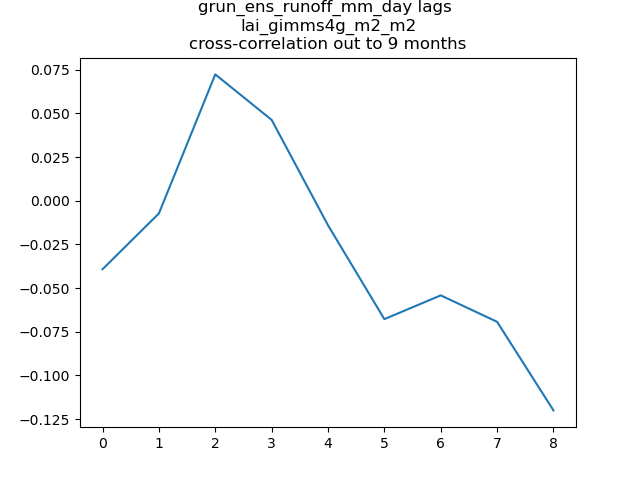 grun_ens_runoff_mm_day lags
lai_gimms4g_m2_m2
cross-correlation out to 9 months
0.075
0.050
0.025
0.000
−0.025
−0.050
−0.075
−0.100
−0.125
0 1 2 3 4 5 6 7 8